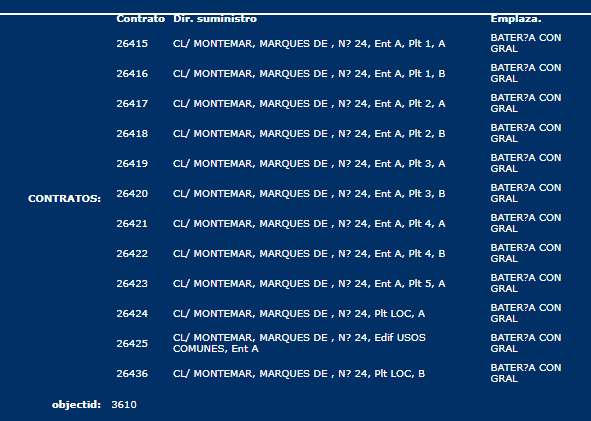 Contrato Dir. suministro Emplaza.
26415 CL/ MONTEMAR, MARQUES DE , N? 24, Ent A, Plt 1, A BATER?A CON
GRAL
26416 CL/ MONTEMAR, MARQUES DE , N? 24, Ent A, Plt 1, B BATER?A CON
GRAL
26417 CL/ MONTEMAR, MARQUES DE , N? 24, Ent A, Plt 2, A BATER?A CON
GRAL
26418 CL/ MONTEMAR, MARQUES DE , N? 24, Ent A, Plt 2, B BATER?A CON
GRAL
26419 CL/ MONTEMAR, MARQUES DE , N? 24, Ent A, Plt 3, A BATER?A CON
GRAL
CONTRATOS: 26420 CL/ MONTEMAR, MARQUES DE , N? 24, Ent A, Plt 3, B BATER?A CON
GRAL
26421 CL/ MONTEMAR, MARQUES DE , N? 24, Ent A, Plt 4, A BATER?A CON
GRAL
26422 CL/ MONTEMAR, MARQUES DE , N? 24, Ent A, Plt 4, B BATER?A CON
GRAL
26423 CL/ MONTEMAR, MARQUES DE , N? 24, Ent A, Plt 5, A BATER?A CON
GRAL
26424 CL/ MONTEMAR, MARQUES DE , N? 24, Plt LOC, A BATER?A CON
GRAL
26425 CL/ MONTEMAR, MARQUES DE , N? 24, Edif USOS BATER?A CON
COMUNES, Ent A GRAL
26436 CL/ MONTEMAR, MARQUES DE , N? 24, Plt LOC, B BATER?A CON
GRAL
objectid: 3610